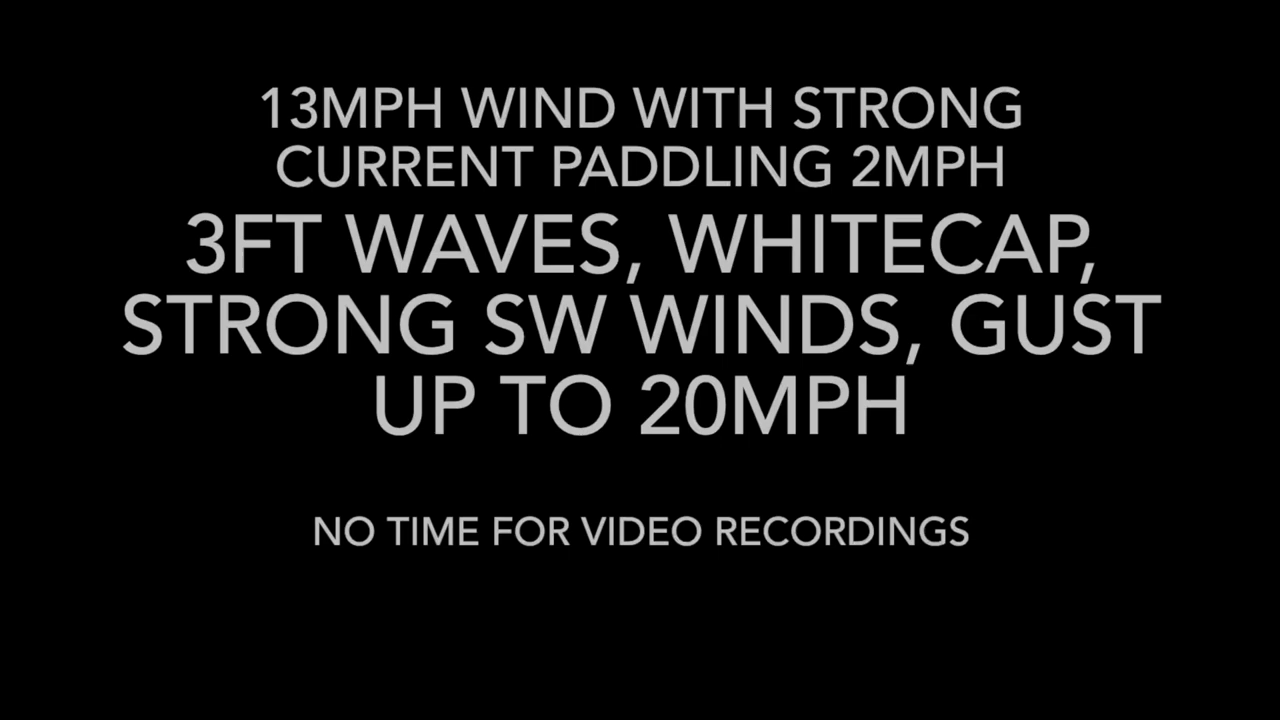 13MPH WIND WITH STRONG
CURRENT PADDLING 2MPH
3FT WAVES, WHITECAP,
STRONG SW WINDS, GUST
UP TO 20MPH
NO TIME FOR VIDEO RECORDINGS